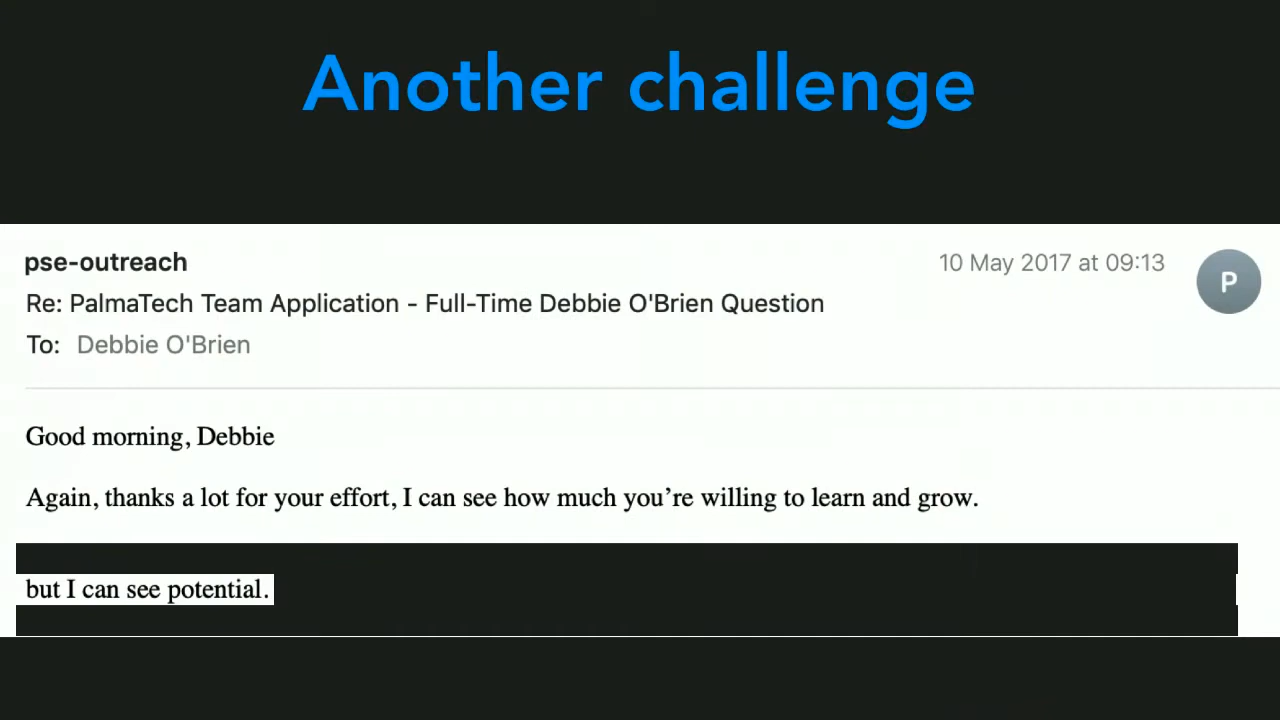 Another challenge
pse-outreach
10 May 2017 at 09:13
P
Re: PalmaTech Team Application - Full-Time Debbie O'Brien Question
To: Debbie O'Brien
Good morning, Debbie
Again, thanks a lot for your effort, I can see how much you’re willing to learn and grow.
but I can see potential.